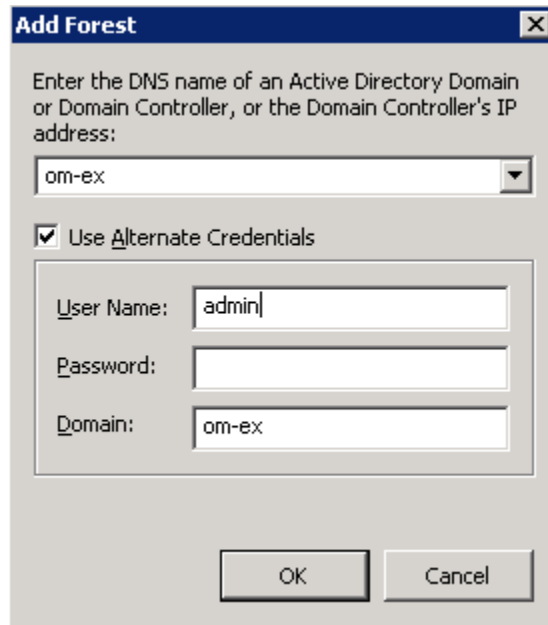 Add Forest
Enter the DNS name of an Active Directory Domain
or Domain Controller, or the Domain Controller's IP
address:
om-ex
Use Alternate Credentials
User Name: admin
Password:
Domain: om-ex
OK Cancel